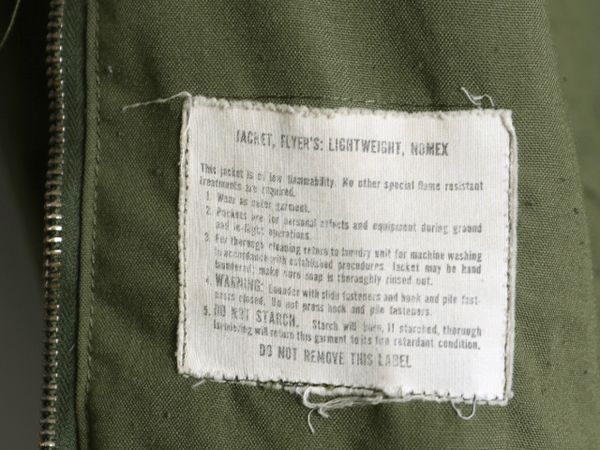 JACKET, FLYER'S: LIGHTWEIGHT, NOMEX
This jacket is of low flammability. No other special flame resistant
treatments are required.
1. Wear as outer garment.
2. Pockets are for personal effects and equipment during ground
and in-flight operations.
3. For thorough cleaning return to laundry unit for machine washing
in accordance with established procedures. Jacket may be hand
laundered; make sure soap is thoroughly rinsed out.
4. WARNING: Launder with slide fasteners and hook and pile fast-
eners closed. Do not press hook and pile fasteners.
5. DO NOT STARCH. Starch will burn, if starched, thorough
laundering will return this garment to its fire retardant condition.
DO NOT REMOVE THIS LABEL